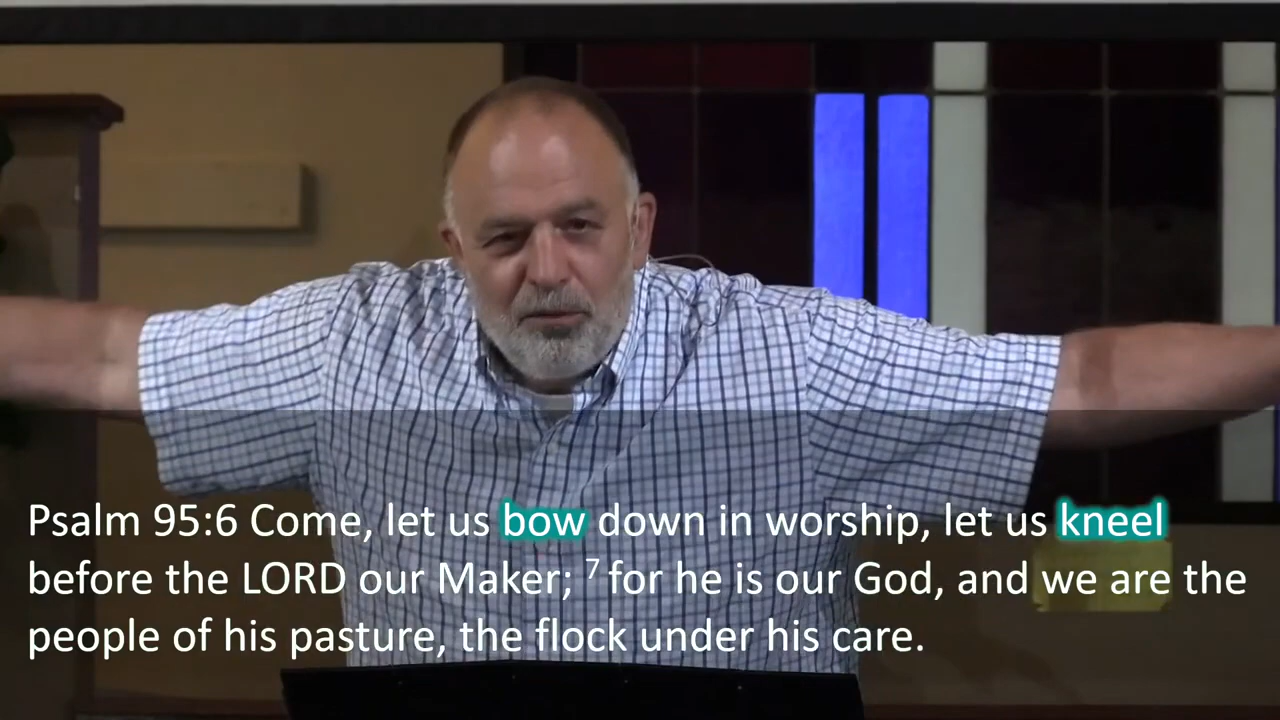 Psalm 95:6 Come, let us bow down in worship, let us kneel
before the LORD our Maker; ⁷ for he is our God, and we are the
people of his pasture, the flock under his care.